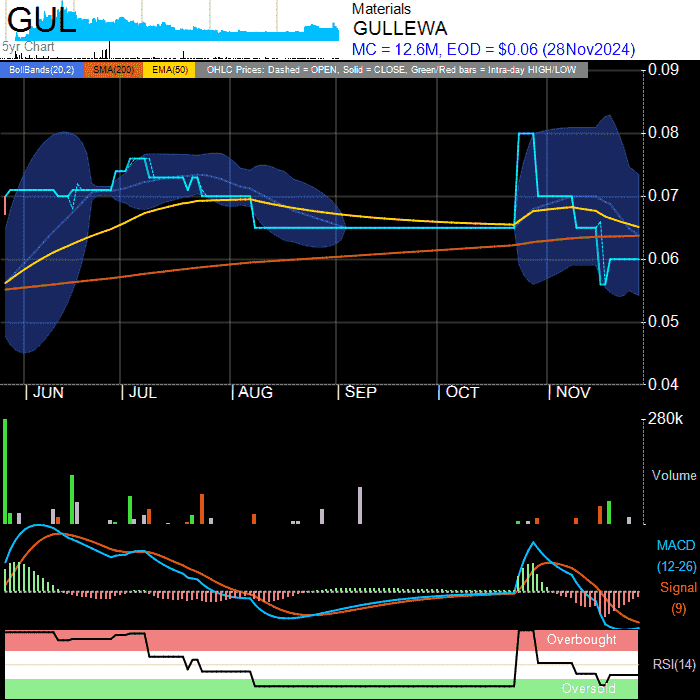 GUL
5yr Chart
Materials
GULLEWA
MC = 12.6M, EOD = $0.06 (28Nov2024)
BollBands(20,2) SMA(200) EMA(50) OHLC Prices: Dashed = OPEN, Solid = CLOSE, Green/Red bars = Intra-day HIGH/LOW
0.09
0.08
0.07
0.06
0.05
0.04
JUN JUL AUG SEP OCT NOV
280k
Volume
MACD
(12-26)
Signal
(9)
Overbought
RSI(14)
Oversold